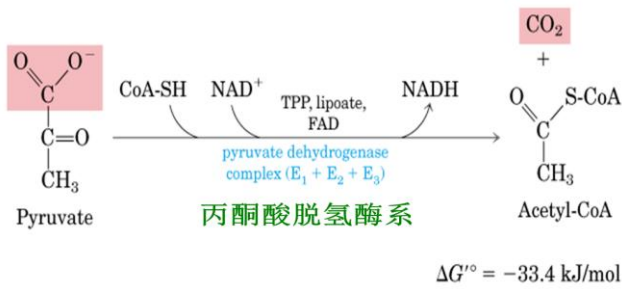 CO₂
+
O O⁻
C
C=O
CH₃
Pyruvate
CoA-SH NAD⁺ NADH
TPP, lipoate,
FAD
pyruvate dehydrogenase
complex (E₁ + E₂ + E₃)
丙酮酸脱氢酶系
O S-CoA
C
CH₃
Acetyl-CoA
ΔG′° = −33.4 kJ/mol